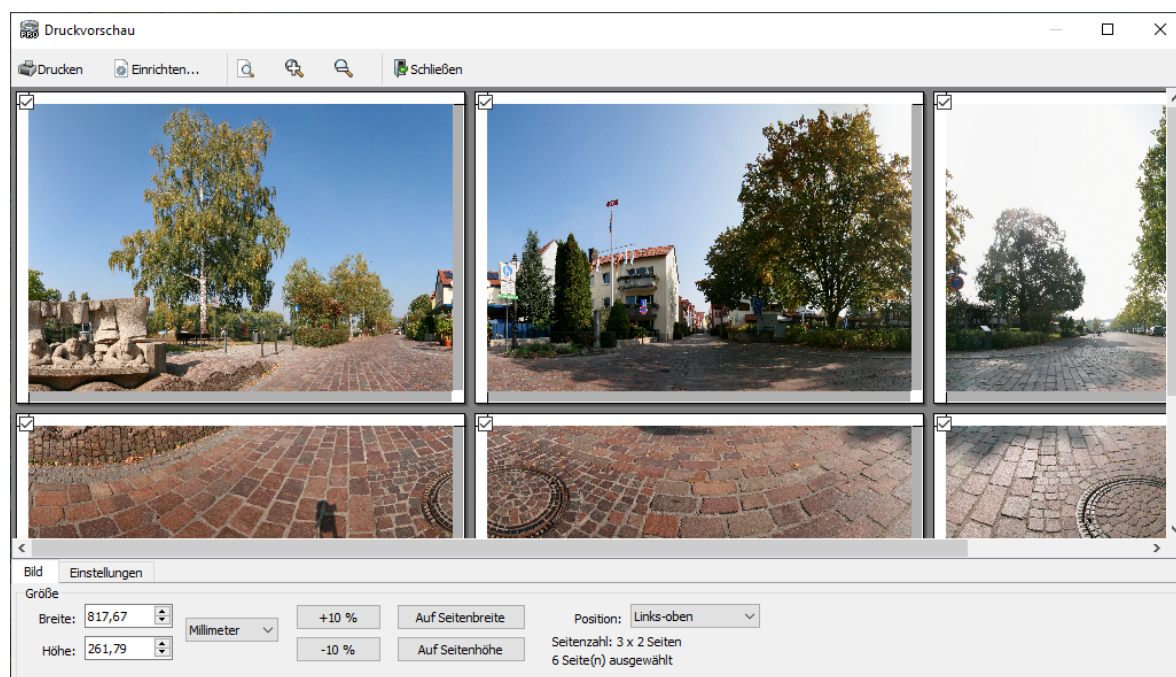 PRO Druckvorschau
Drucken Einrichten... Schließen
Bild Einstellungen
Größe
Breite: 817,67 Millimeter +10 % Auf Seitenbreite Position: Links-oben
Höhe: 261,79 -10 % Auf Seitenhöhe Seitenzahl: 3 x 2 Seiten
6 Seite(n) ausgewählt